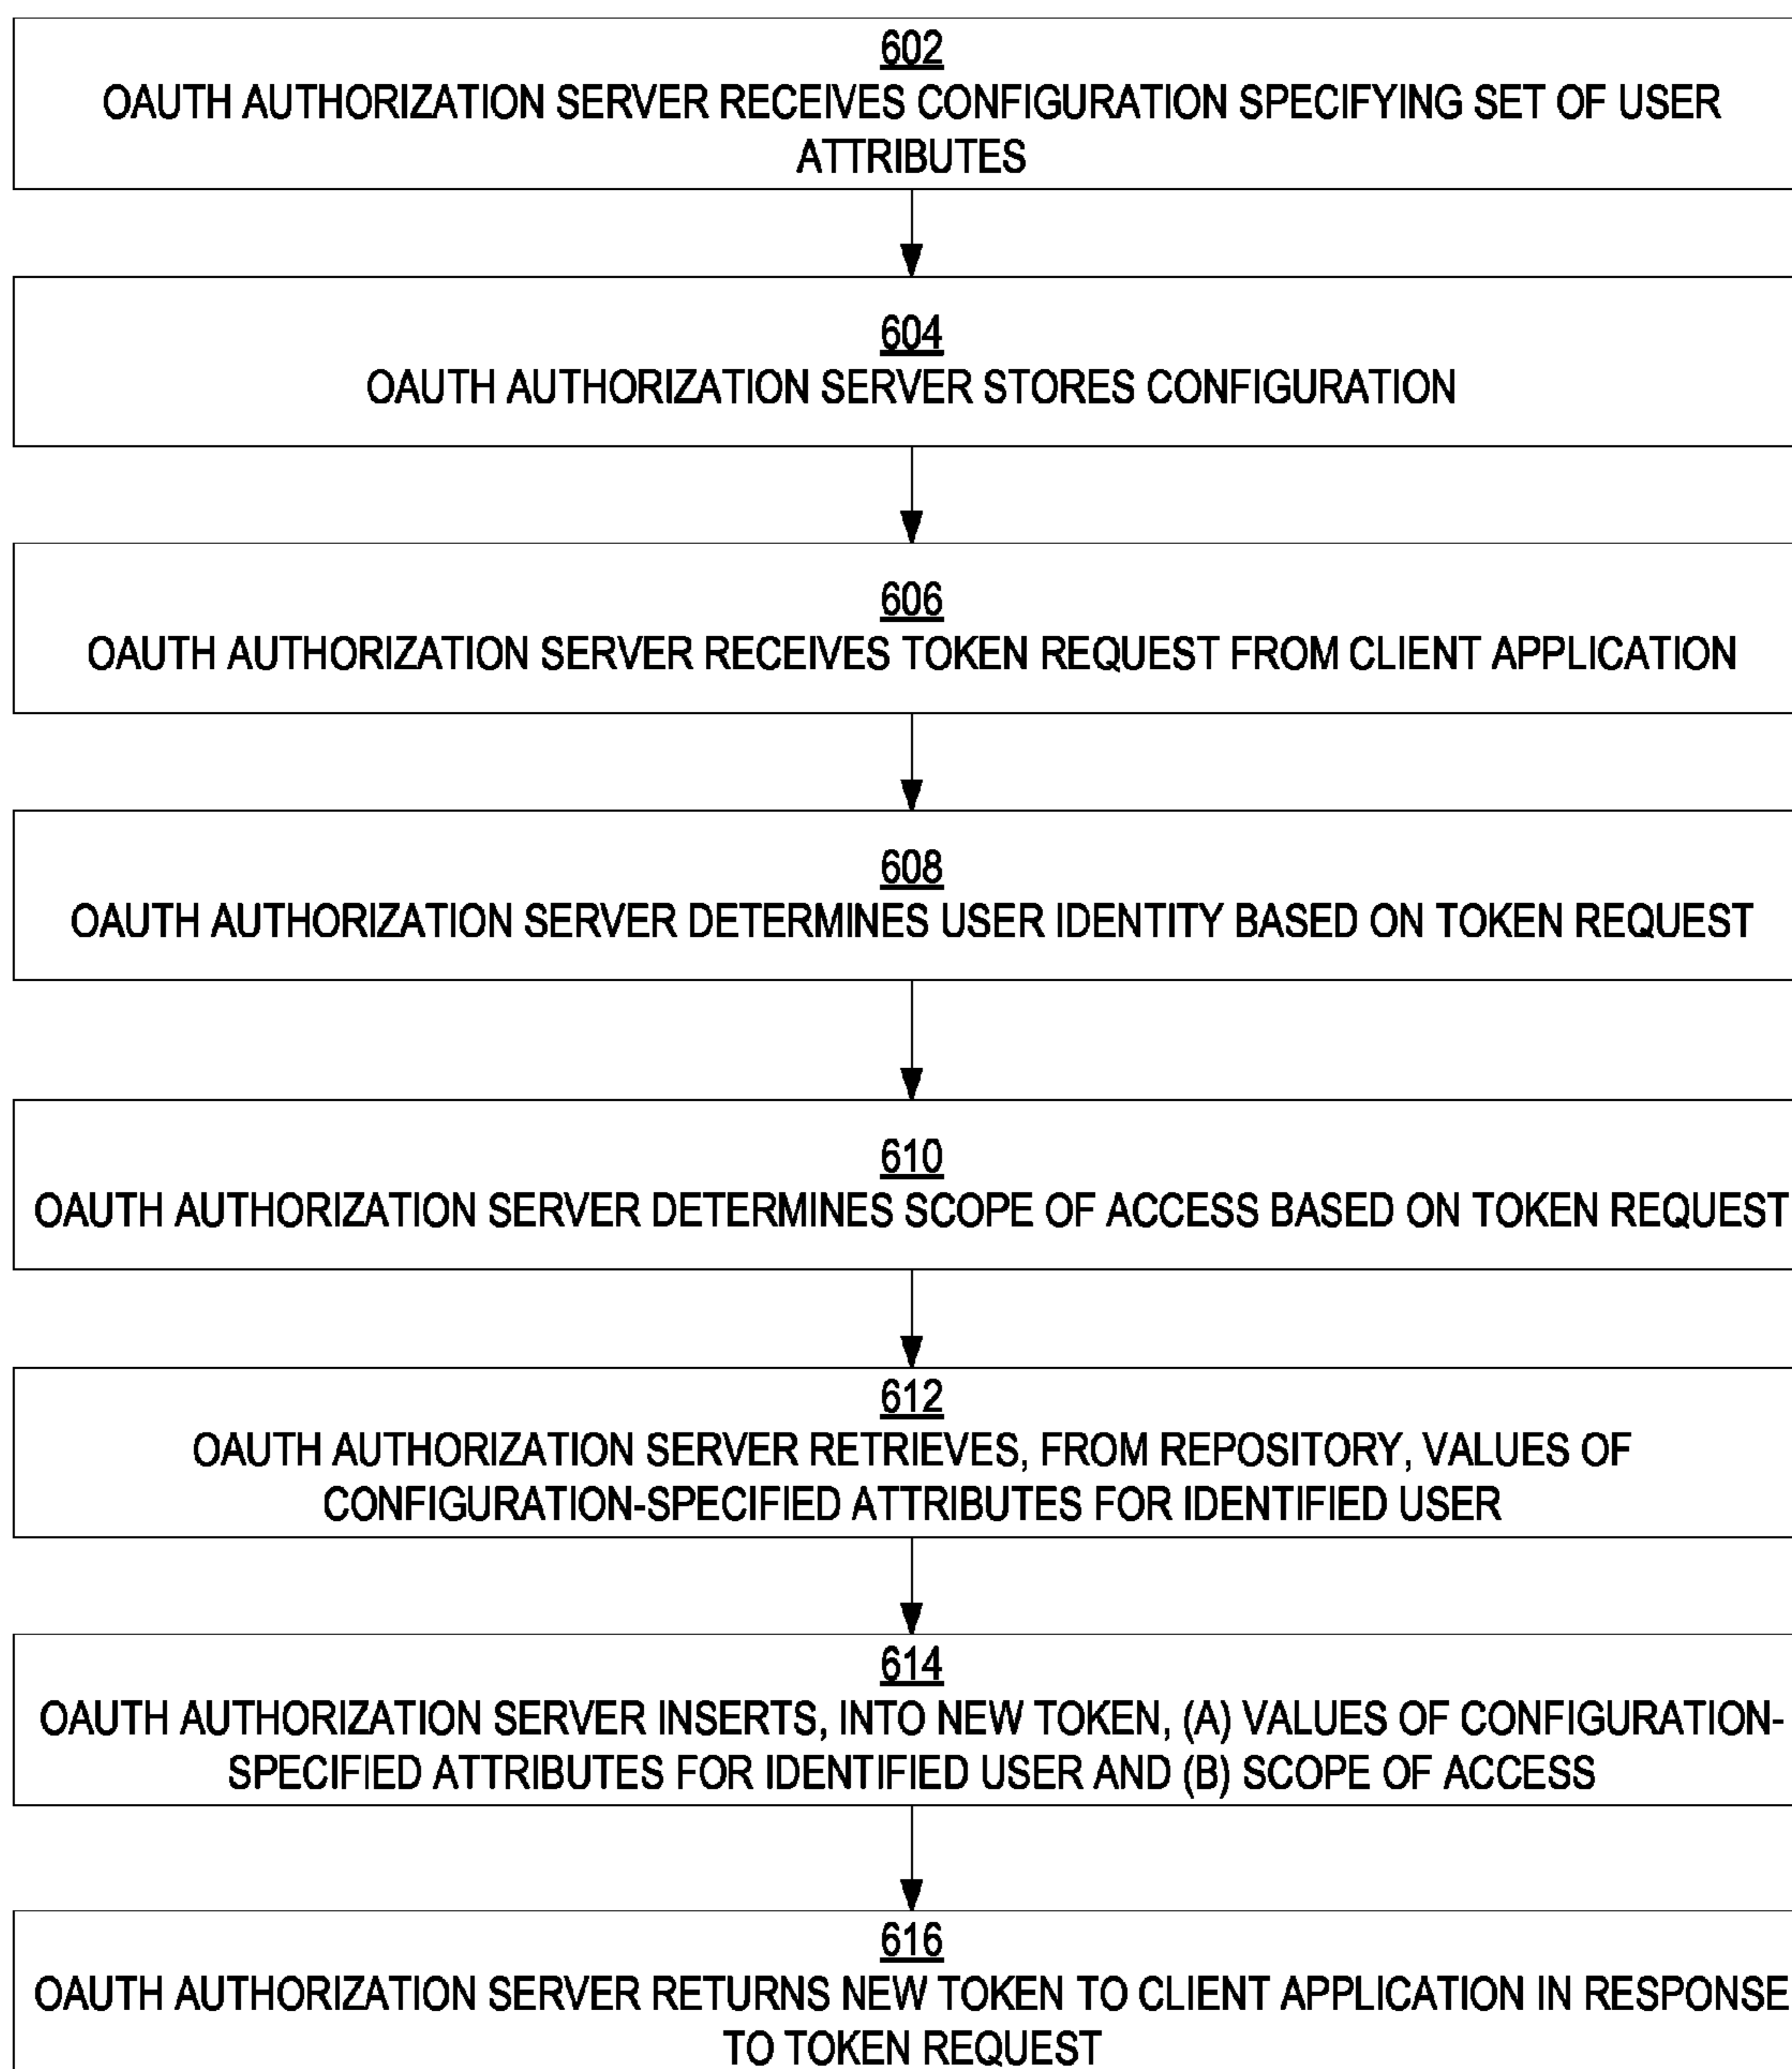 602
OAUTH AUTHORIZATION SERVER RECEIVES CONFIGURATION SPECIFYING SET OF USER
ATTRIBUTES
604
OAUTH AUTHORIZATION SERVER STORES CONFIGURATION
606
OAUTH AUTHORIZATION SERVER RECEIVES TOKEN REQUEST FROM CLIENT APPLICATION
608
OAUTH AUTHORIZATION SERVER DETERMINES USER IDENTITY BASED ON TOKEN REQUEST
610
OAUTH AUTHORIZATION SERVER DETERMINES SCOPE OF ACCESS BASED ON TOKEN REQUEST
612
OAUTH AUTHORIZATION SERVER RETRIEVES, FROM REPOSITORY, VALUES OF
CONFIGURATION-SPECIFIED ATTRIBUTES FOR IDENTIFIED USER
614
OAUTH AUTHORIZATION SERVER INSERTS, INTO NEW TOKEN, (A) VALUES OF CONFIGURATION-
SPECIFIED ATTRIBUTES FOR IDENTIFIED USER AND (B) SCOPE OF ACCESS
616
OAUTH AUTHORIZATION SERVER RETURNS NEW TOKEN TO CLIENT APPLICATION IN RESPONSE
TO TOKEN REQUEST